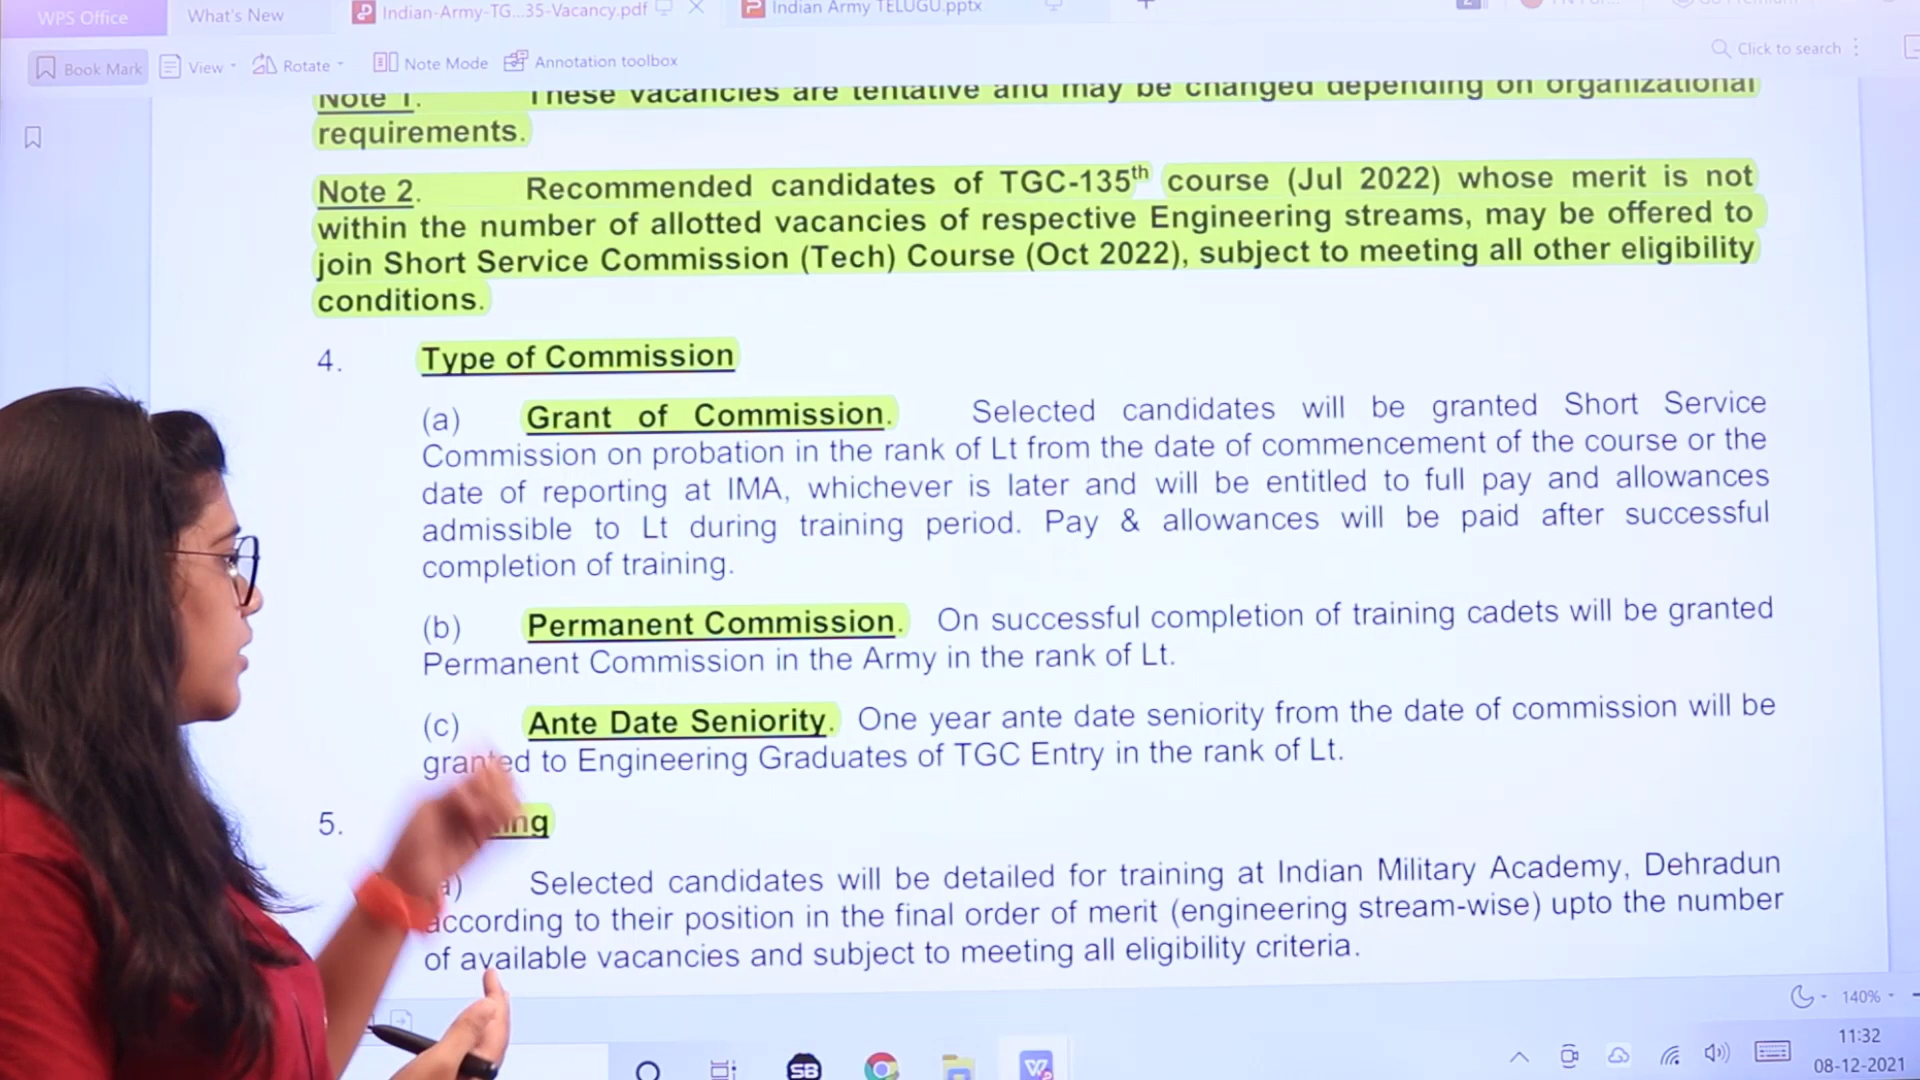 WPS Office
What's New
Indian-Army-TG...35-Vacancy.pdf
Indian Army TELUGU.pptx
Book Mark
View
Rotate
Note Mode
Annotation toolbox
Click to search
Note 1. These vacancies are tentative and may be changed depending on organizational
requirements.
Note 2. Recommended candidates of TGC-135th course (Jul 2022) whose merit is not
within the number of allotted vacancies of respective Engineering streams, may be offered to
join Short Service Commission (Tech) Course (Oct 2022), subject to meeting all other eligibility
conditions.
4. Type of Commission
(a) Grant of Commission. Selected candidates will be granted Short Service
Commission on probation in the rank of Lt from the date of commencement of the course or the
date of reporting at IMA, whichever is later and will be entitled to full pay and allowances
admissible to Lt during training period. Pay & allowances will be paid after successful
completion of training.
(b) Permanent Commission. On successful completion of training cadets will be granted
Permanent Commission in the Army in the rank of Lt.
(c) Ante Date Seniority. One year ante date seniority from the date of commission will be
granted to Engineering Graduates of TGC Entry in the rank of Lt.
5.
Selected candidates will be detailed for training at Indian Military Academy, Dehradun
according to their position in the final order of merit (engineering stream-wise) upto the number
of available vacancies and subject to meeting all eligibility criteria.
140%
SB
11:32
08-12-2021